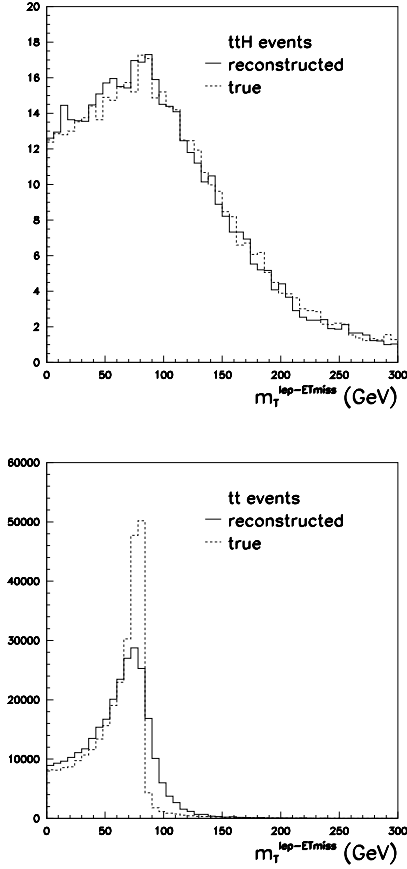 20
18
16
14
12
10
8
6
4
2
0
ttH events
reconstructed
true
0 50 100 150 200 250 300
m_T^lep-ETmiss (GeV)
60000
50000
40000
30000
20000
10000
0
tt events
reconstructed
true
0 50 100 150 200 250 300
m_T^lep-ETmiss (GeV)